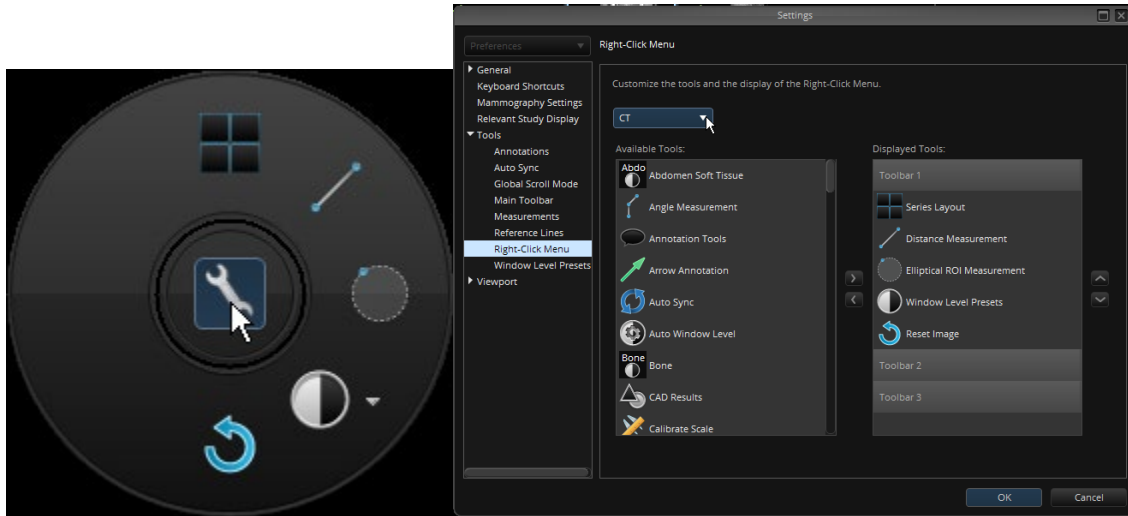 Settings
Preferences
Right-Click Menu
General
Keyboard Shortcuts
Mammography Settings
Relevant Study Display
Tools
Annotations
Auto Sync
Global Scroll Mode
Main Toolbar
Measurements
Reference Lines
Right-Click Menu
Window Level Presets
Viewport
Customize the tools and the display of the Right-Click Menu.
CT
Available Tools:
Abdo
Abdomen Soft Tissue
Angle Measurement
Annotation Tools
Arrow Annotation
Auto Sync
Auto Window Level
Bone
Bone
CAD Results
Calibrate Scale
Displayed Tools:
Toolbar 1
Series Layout
Distance Measurement
Elliptical ROI Measurement
Window Level Presets
Reset Image
Toolbar 2
Toolbar 3
OK
Cancel